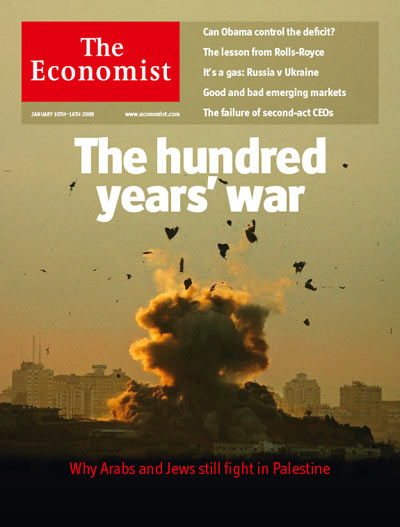 The
Economist
JANUARY 10TH–16TH 2009
www.economist.com
Can Obama control the deficit?
The lesson from Rolls-Royce
It's a gas: Russia v Ukraine
Good and bad emerging markets
The failure of second-act CEOs
The hundred
years' war
Why Arabs and Jews still fight in Palestine